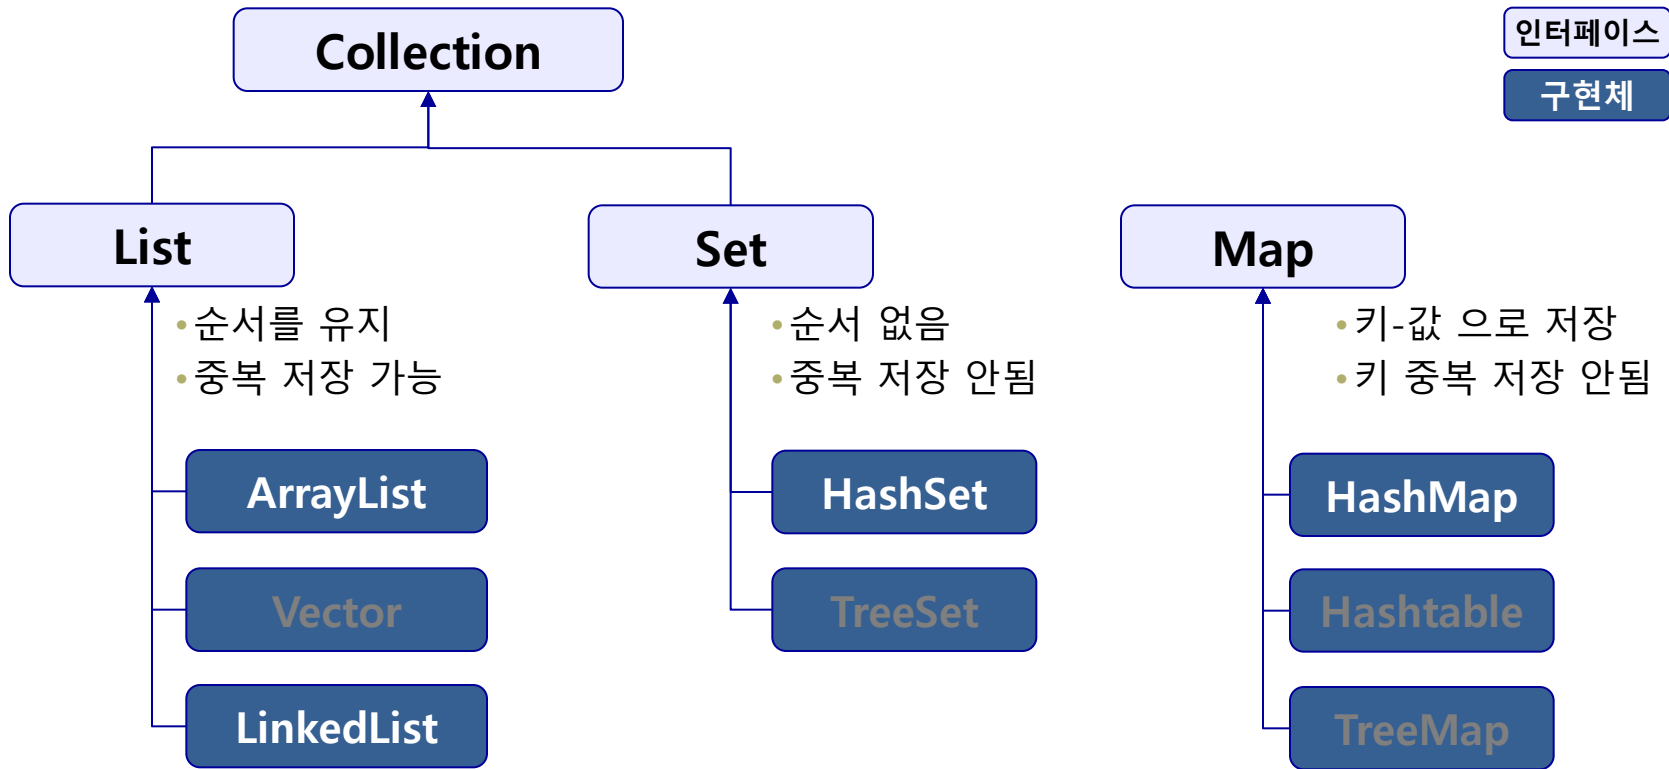 Collection
인터페이스
구현체
List
Set
Map
•순서를 유지
•중복 저장 가능
•순서 없음
•중복 저장 안됨
•키-값 으로 저장
•키 중복 저장 안됨
ArrayList
HashSet
HashMap
Vector
TreeSet
Hashtable
LinkedList
TreeMap